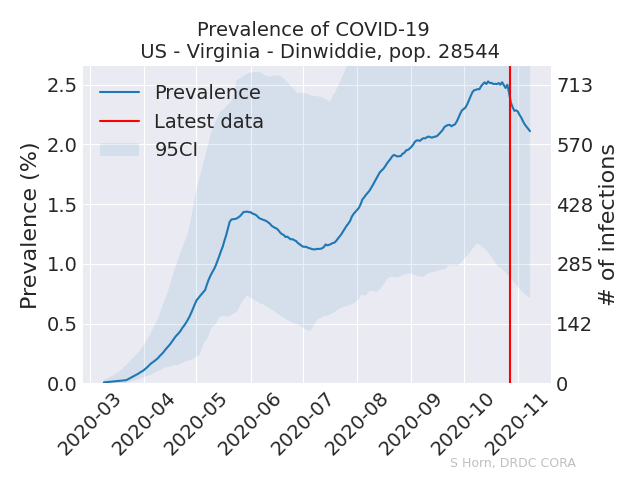 Prevalence of COVID-19
US - Virginia - Dinwiddie, pop. 28544
Prevalence
Latest data
95CI
Prevalence (%)
2.5
2.0
1.5
1.0
0.5
0.0
713
570
428
285
142
0
# of infections
2020-03
2020-04
2020-05
2020-06
2020-07
2020-08
2020-09
2020-10
2020-11
S Horn, DRDC CORA